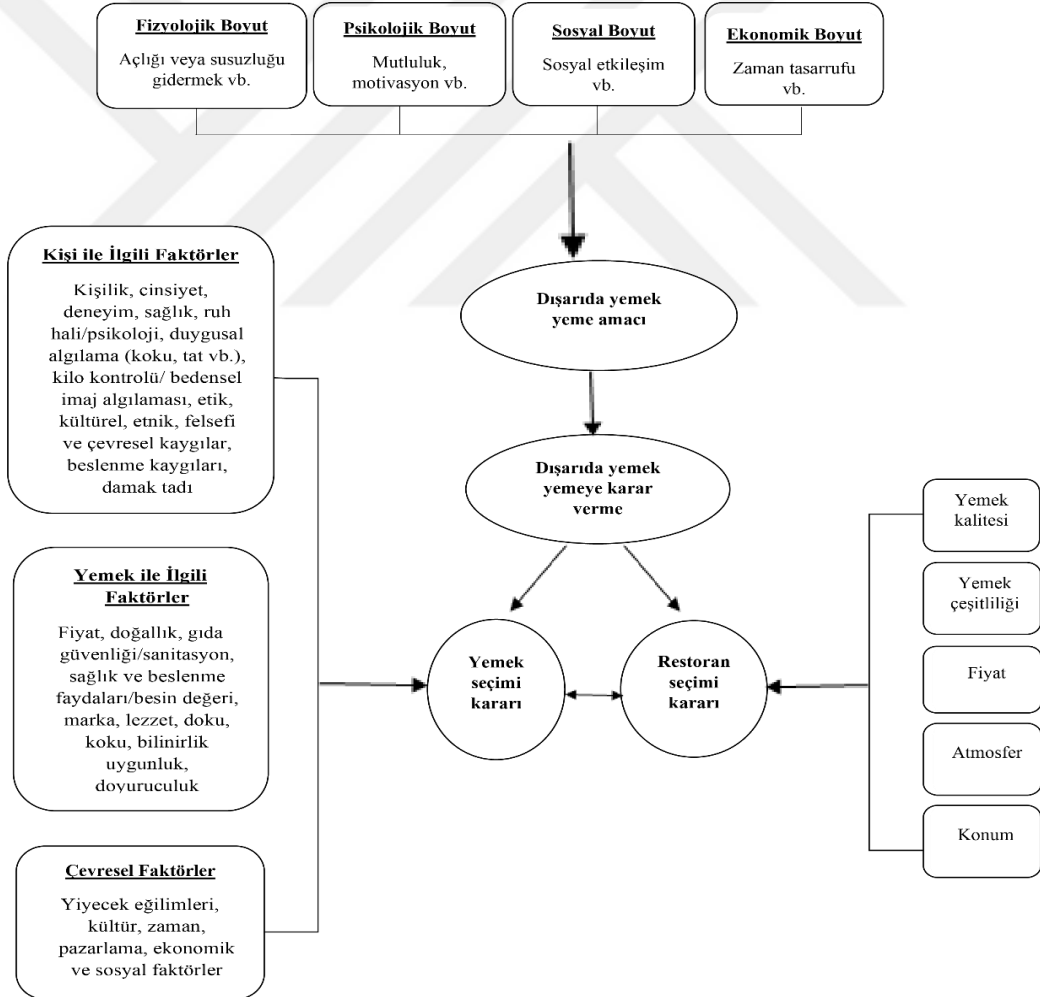 Fizyolojik Boyut
Açlığı veya susuzluğu
gidermek vb.
Psikolojik Boyut
Mutluluk,
motivasyon vb.
Sosyal Boyut
Sosyal etkileşim
vb.
Ekonomik Boyut
Zaman tasarrufu
vb.
Dışarıda yemek
yeme amacı
Dışarıda yemek
yemeye karar
verme
Yemek
seçimi
kararı
Restoran
seçimi
kararı
Kişi ile İlgili Faktörler
Kişilik, cinsiyet,
deneyim, sağlık, ruh
hali/psikoloji, duygusal
algılama (koku, tat vb.),
kilo kontrolü/ bedensel
imaj algılaması, etik,
kültürel, etnik, felsefi
ve çevresel kaygılar,
beslenme kaygıları,
damak tadı
Yemek ile İlgili
Faktörler
Fiyat, doğallık, gıda
güvenliği/sanitasyon,
sağlık ve beslenme
faydaları/besin değeri,
marka, lezzet, doku,
koku, bilinirlik
uygunluk,
doyuruculuk
Çevresel Faktörler
Yiyecek eğilimleri,
kültür, zaman,
pazarlama, ekonomik
ve sosyal faktörler
Yemek
kalitesi
Yemek
çeşitliliği
Fiyat
Atmosfer
Konum